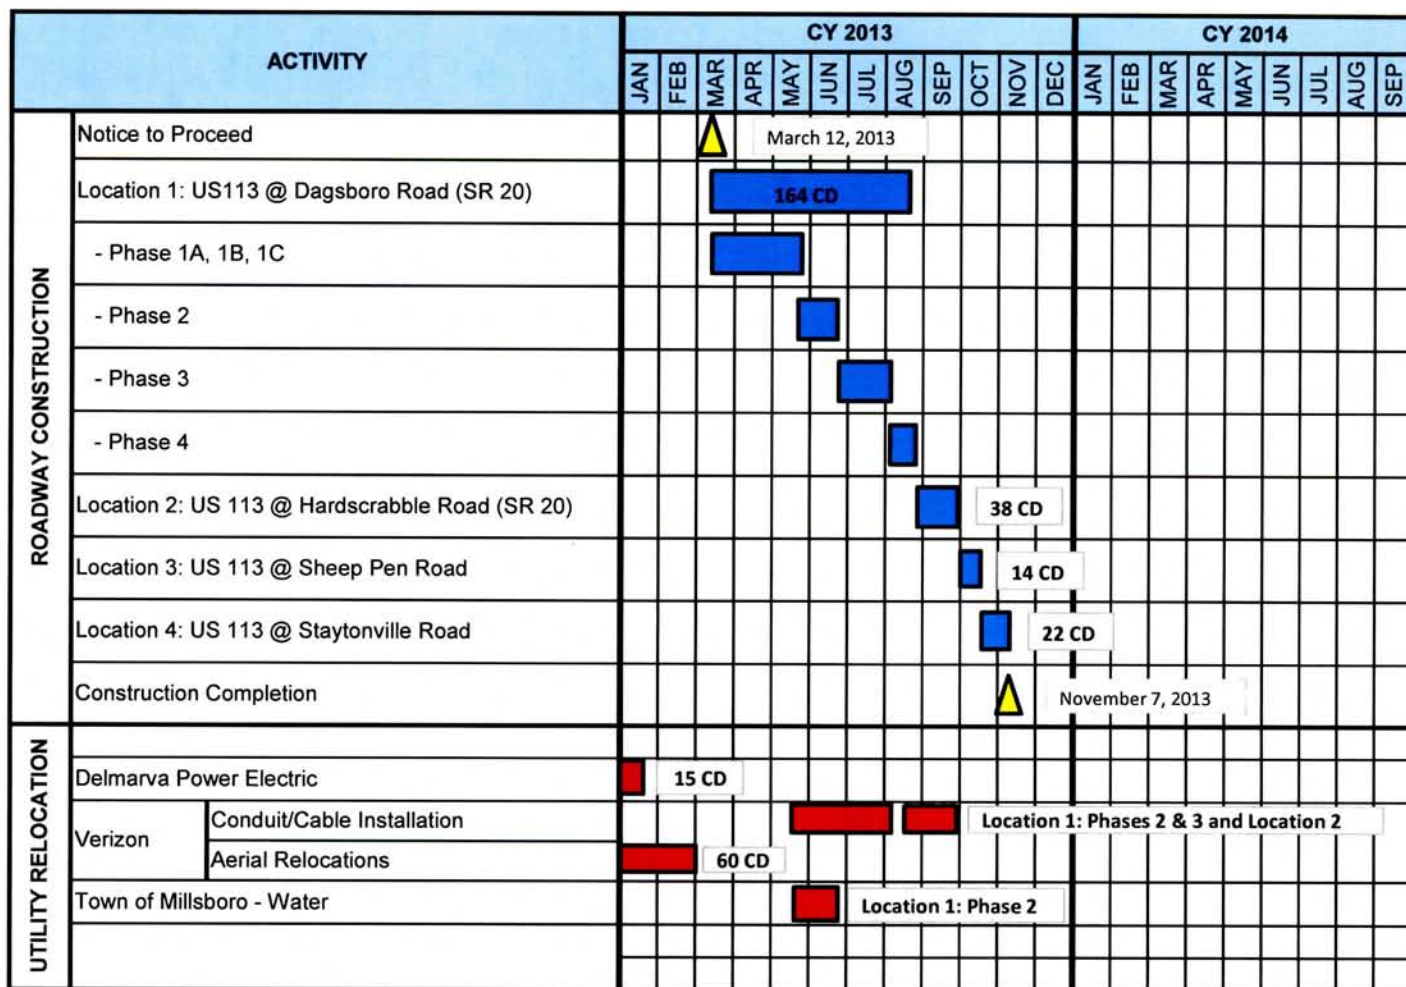 ACTIVITY
CY 2013
CY 2014
JAN FEB MAR APR MAY JUN JUL AUG SEP OCT NOV DEC JAN FEB MAR APR MAY JUN JUL AUG SEP
ROADWAY CONSTRUCTION
Notice to Proceed
March 12, 2013
Location 1: US113 @ Dagsboro Road (SR 20)
164 CD
- Phase 1A, 1B, 1C
- Phase 2
- Phase 3
- Phase 4
Location 2: US 113 @ Hardscrabble Road (SR 20)
38 CD
Location 3: US 113 @ Sheep Pen Road
14 CD
Location 4: US 113 @ Staytonville Road
22 CD
Construction Completion
November 7, 2013
UTILITY RELOCATION
Delmarva Power Electric
15 CD
Verizon
Conduit/Cable Installation
Location 1: Phases 2 & 3 and Location 2
Aerial Relocations
60 CD
Town of Millsboro - Water
Location 1: Phase 2